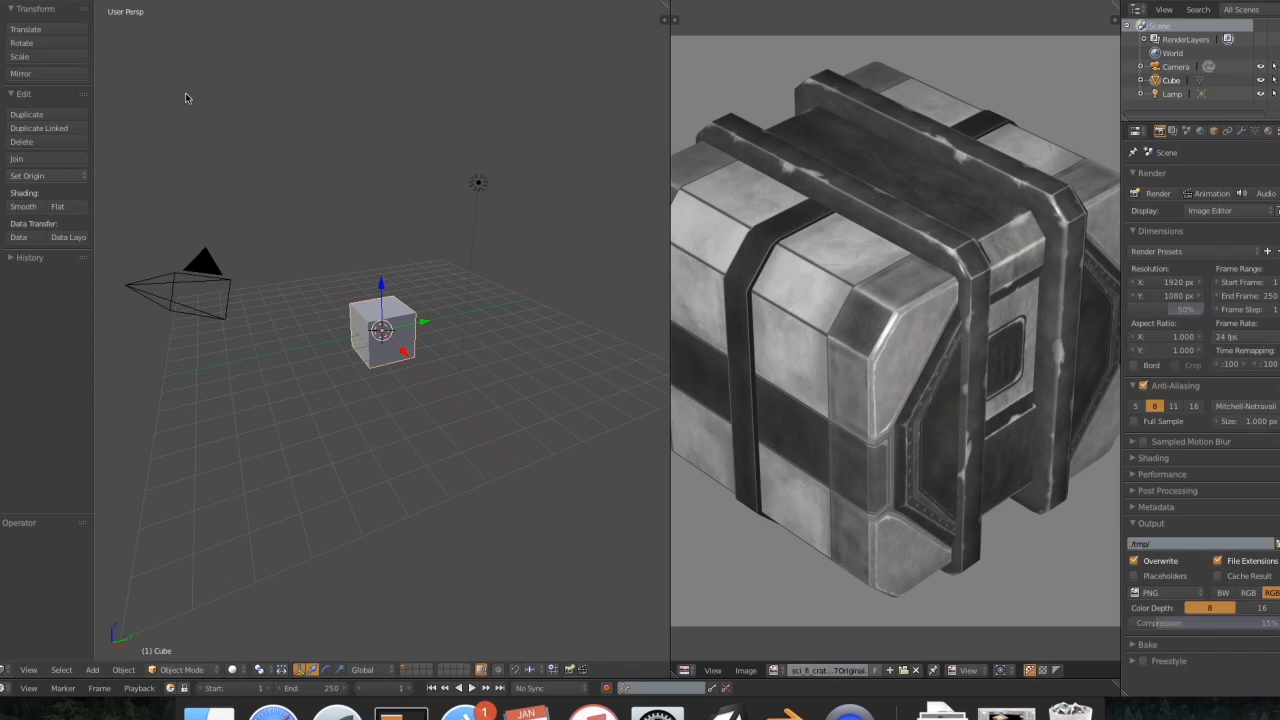 Transform
Translate
Rotate
Scale
Mirror
Edit
Duplicate
Duplicate Linked
Delete
Join
Set Origin
Shading:
Smooth Flat
Data Transfer:
Data Data Layo
History
Operator
User Persp
(1) Cube
View Select Add Object Object Mode Global
View Marker Frame Playback Start: 1 End: 250 1 No Sync
View Image sci_fi_crat...7Original. F View
View Search All Scenes
Scene
RenderLayers
World
Camera
Cube
Lamp
Scene
Render
Render Animation Audio
Display: Image Editor
Dimensions
Render Presets
Resolution: Frame Range:
X: 1920 px Start Frame: 1
Y: 1080 px End Frame: 250
50% Frame Step: 1
Aspect Ratio: Frame Rate:
X: 1.000 24 fps
Y: 1.000 Time Remapping:
Bord Crop :100 :100
Anti-Aliasing
5 8 11 16 Mitchell-Netravali
Full Sample Size: 1.000 px
Sampled Motion Blur
Shading
Performance
Post Processing
Metadata
Output
/tmp/
Overwrite File Extensions
Placeholders Cache Result
PNG BW RGB RGB
Color Depth: 8 16
Compression: 15%
Bake
Freestyle
1
JAN